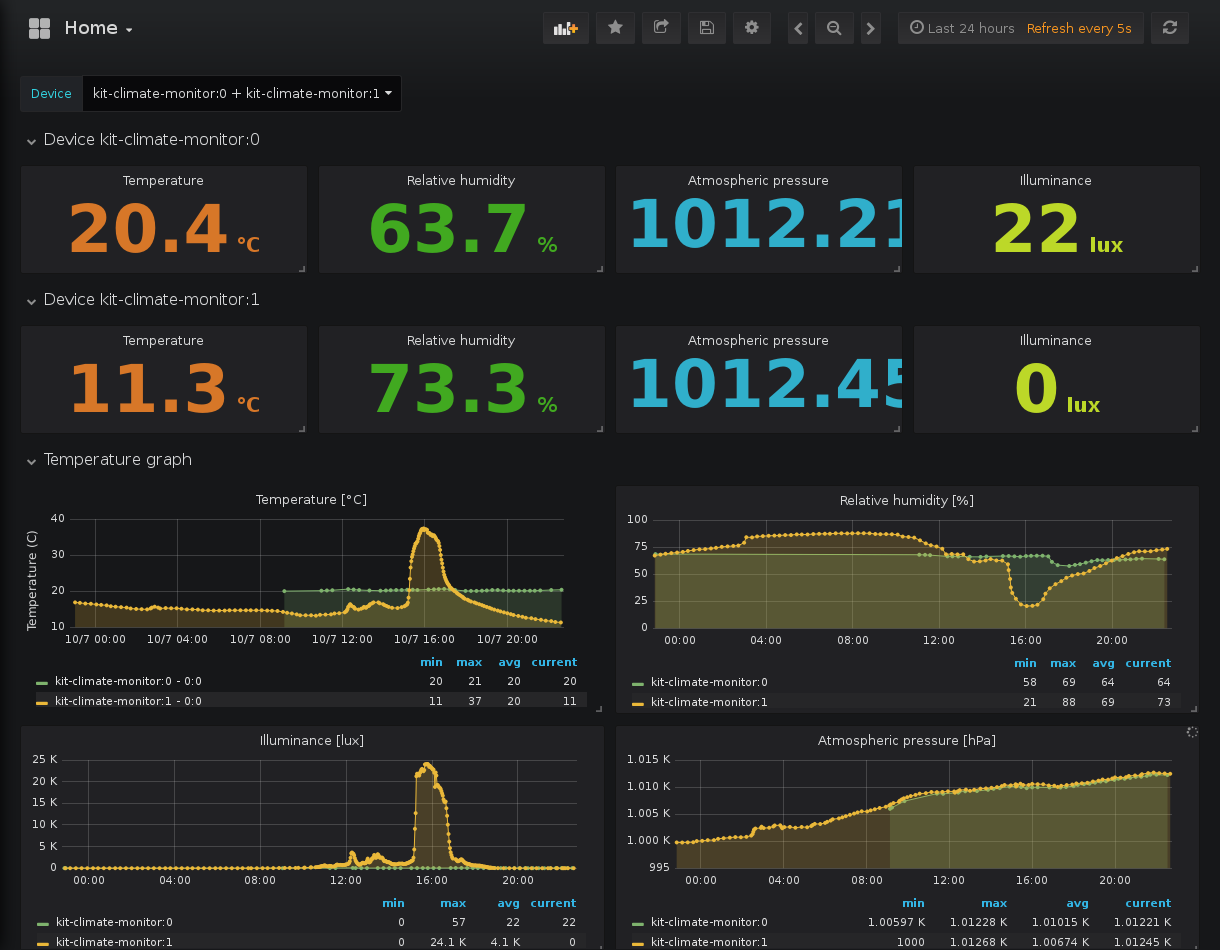 Home
Last 24 hours Refresh every 5s
Device kit-climate-monitor:0 + kit-climate-monitor:1
Device kit-climate-monitor:0
Temperature Relative humidity Atmospheric pressure Illuminance
20.4 °C 63.7 % 1012.21 22 lux
Device kit-climate-monitor:1
Temperature Relative humidity Atmospheric pressure Illuminance
11.3 °C 73.3 % 1012.45 0 lux
Temperature graph
Temperature [°C]
Temperature (C)
40
30
20
10
10/7 00:00 10/7 04:00 10/7 08:00 10/7 12:00 10/7 16:00 10/7 20:00
min max avg current
kit-climate-monitor:0 - 0:0 20 21 20 20
kit-climate-monitor:1 - 0:0 11 37 20 11
Relative humidity [%]
100
75
50
25
0
00:00 04:00 08:00 12:00 16:00 20:00
min max avg current
kit-climate-monitor:0 58 69 64 64
kit-climate-monitor:1 21 88 69 73
Illuminance [lux]
25 K
20 K
15 K
10 K
5 K
0
00:00 04:00 08:00 12:00 16:00 20:00
min max avg current
kit-climate-monitor:0 0 57 22 22
kit-climate-monitor:1 0 24.1 K 4.1 K 0
Atmospheric pressure [hPa]
1.015 K
1.010 K
1.005 K
1.000 K
995
00:00 04:00 08:00 12:00 16:00 20:00
min max avg current
kit-climate-monitor:0 1.00597 K 1.01228 K 1.01015 K 1.01221 K
kit-climate-monitor:1 1000 1.01268 K 1.00674 K 1.01245 K